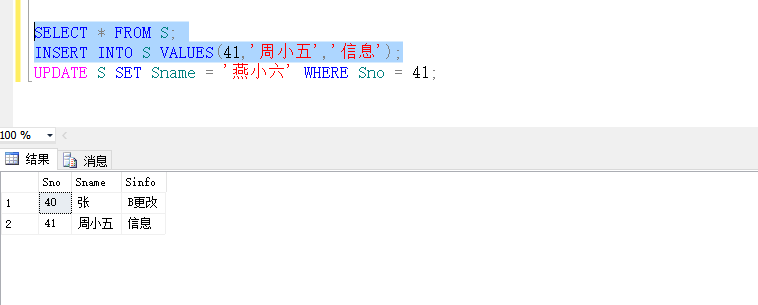 SELECT * FROM S;
INSERT INTO S VALUES(41,'周小五','信息');
UPDATE S SET Sname = '燕小六' WHERE Sno = 41;
100 %
结果 消息
Sno Sname Sinfo
1 40 张 B更改
2 41 周小五 信息